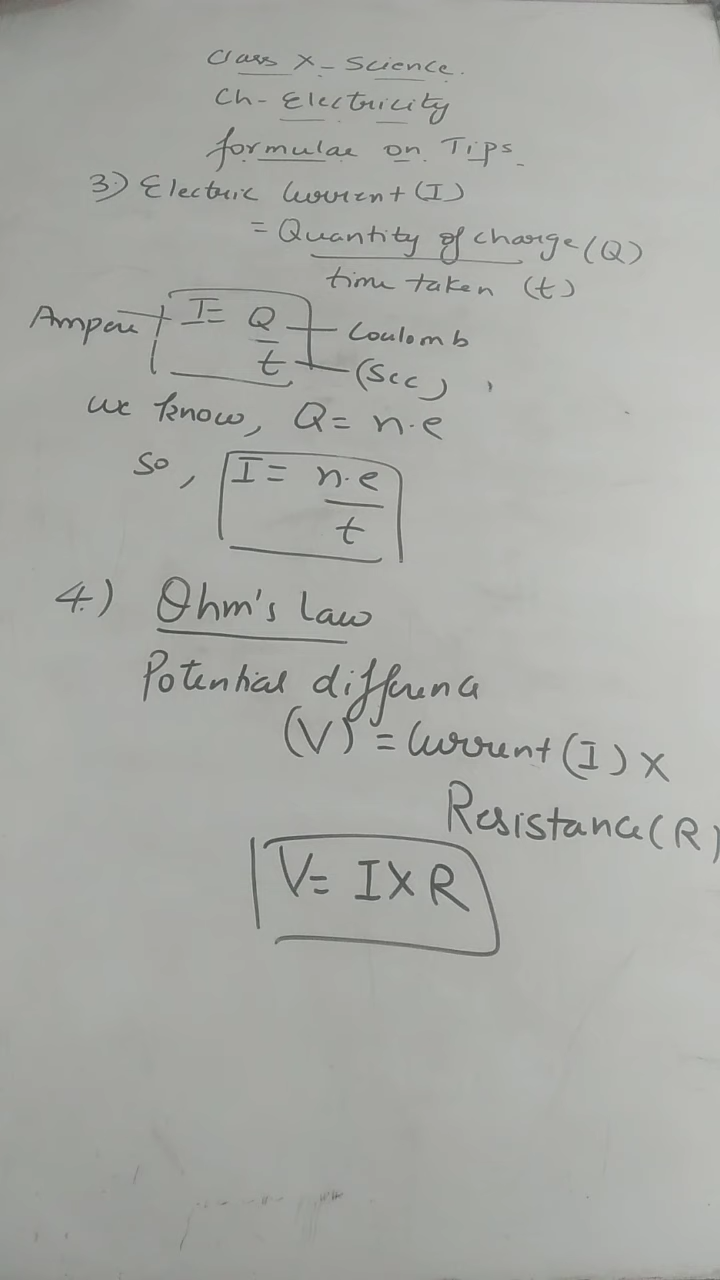 Class X - Science.
Ch- Electricity
formulae on Tips
3) Electric Current (I)
= Quantity of charge (Q)
time taken (t)
Ampere I = Q Coulomb
t (Sec)
we know, Q = n.e
so, I = n.e
t
4.) Ohm's Law
Potential difference
(V) = Current (I) X
Resistance (R)
V = I X R